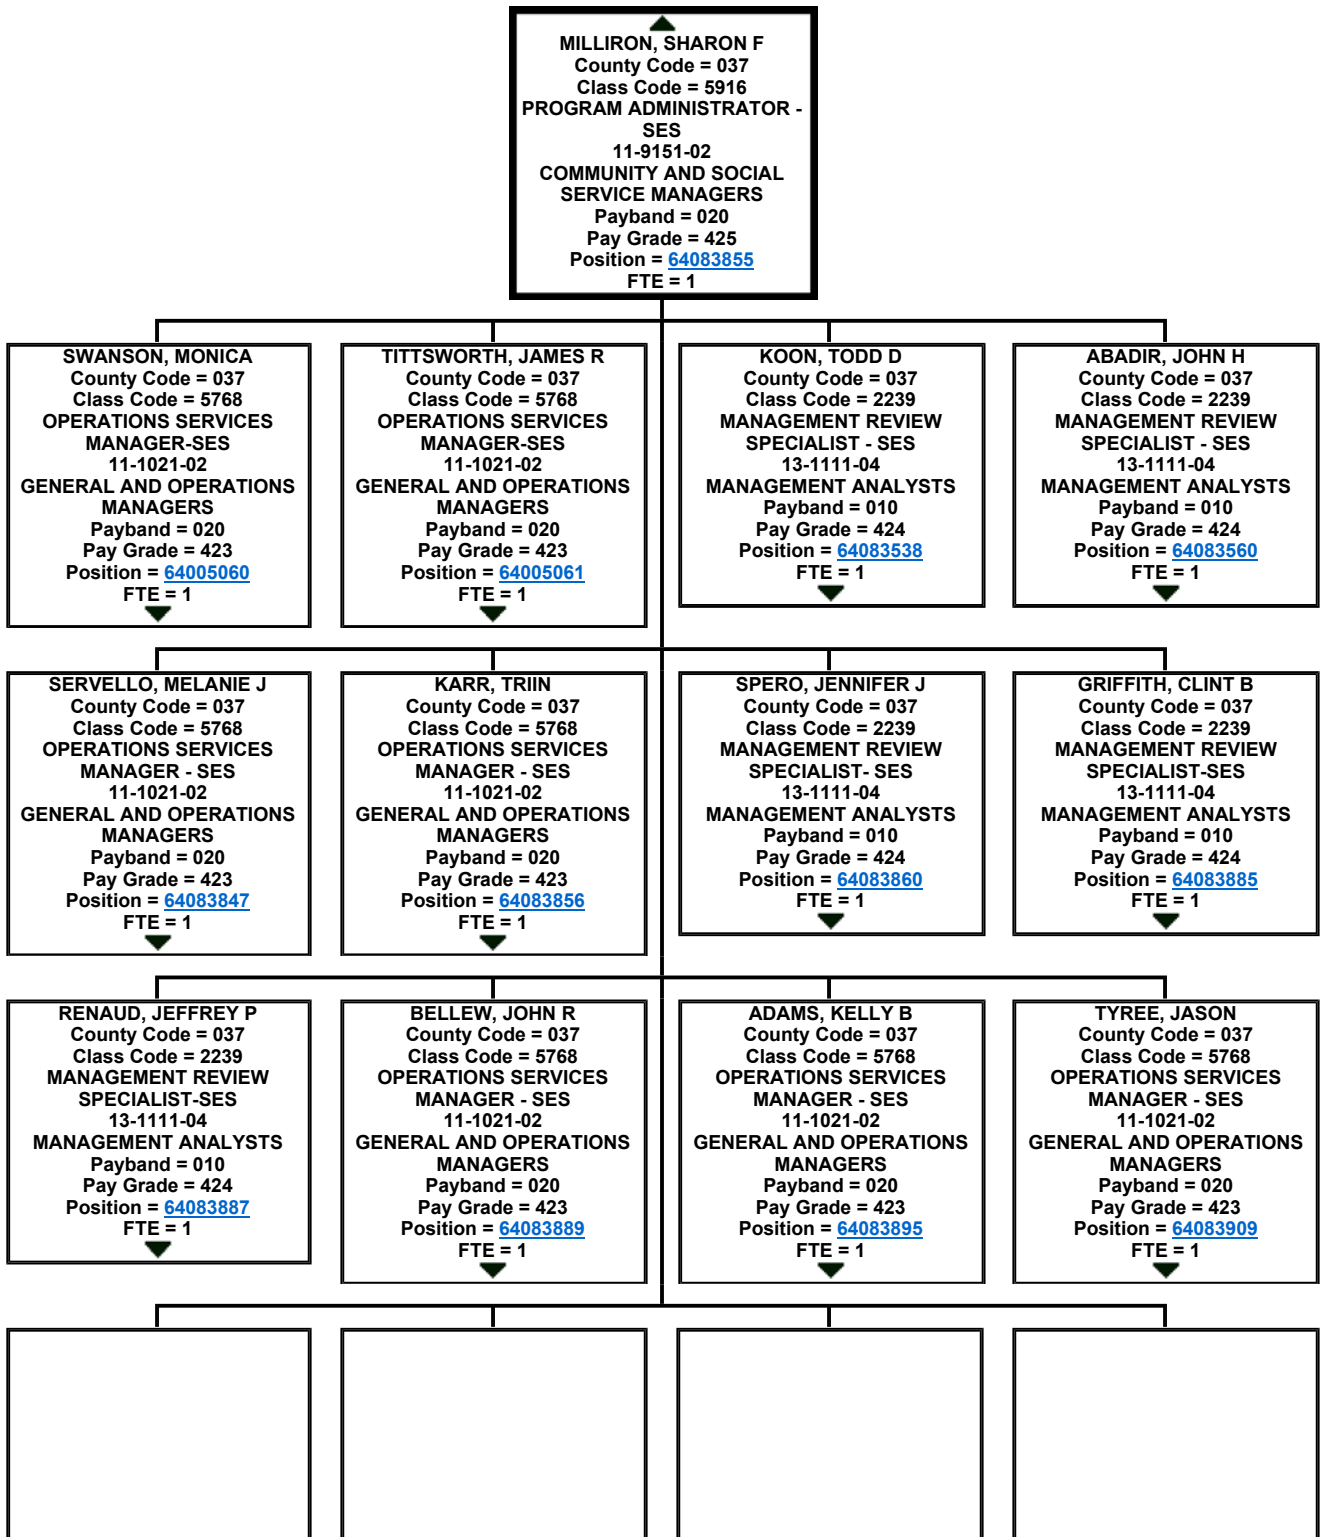 MILLIRON, SHARON F
County Code = 037
Class Code = 5916
PROGRAM ADMINISTRATOR -
SES
11-9151-02
COMMUNITY AND SOCIAL
SERVICE MANAGERS
Payband = 020
Pay Grade = 425
Position = 64083855
FTE = 1
SWANSON, MONICA
County Code = 037
Class Code = 5768
OPERATIONS SERVICES
MANAGER-SES
11-1021-02
GENERAL AND OPERATIONS
MANAGERS
Payband = 020
Pay Grade = 423
Position = 64005060
FTE = 1
TITTSWORTH, JAMES R
County Code = 037
Class Code = 5768
OPERATIONS SERVICES
MANAGER-SES
11-1021-02
GENERAL AND OPERATIONS
MANAGERS
Payband = 020
Pay Grade = 423
Position = 64005061
FTE = 1
KOON, TODD D
County Code = 037
Class Code = 2239
MANAGEMENT REVIEW
SPECIALIST - SES
13-1111-04
MANAGEMENT ANALYSTS
Payband = 010
Pay Grade = 424
Position = 64083538
FTE = 1
ABADIR, JOHN H
County Code = 037
Class Code = 2239
MANAGEMENT REVIEW
SPECIALIST - SES
13-1111-04
MANAGEMENT ANALYSTS
Payband = 010
Pay Grade = 424
Position = 64083560
FTE = 1
SERVELLO, MELANIE J
County Code = 037
Class Code = 5768
OPERATIONS SERVICES
MANAGER - SES
11-1021-02
GENERAL AND OPERATIONS
MANAGERS
Payband = 020
Pay Grade = 423
Position = 64083847
FTE = 1
KARR, TRIIN
County Code = 037
Class Code = 5768
OPERATIONS SERVICES
MANAGER - SES
11-1021-02
GENERAL AND OPERATIONS
MANAGERS
Payband = 020
Pay Grade = 423
Position = 64083856
FTE = 1
SPERO, JENNIFER J
County Code = 037
Class Code = 2239
MANAGEMENT REVIEW
SPECIALIST- SES
13-1111-04
MANAGEMENT ANALYSTS
Payband = 010
Pay Grade = 424
Position = 64083860
FTE = 1
GRIFFITH, CLINT B
County Code = 037
Class Code = 2239
MANAGEMENT REVIEW
SPECIALIST-SES
13-1111-04
MANAGEMENT ANALYSTS
Payband = 010
Pay Grade = 424
Position = 64083885
FTE = 1
RENAUD, JEFFREY P
County Code = 037
Class Code = 2239
MANAGEMENT REVIEW
SPECIALIST-SES
13-1111-04
MANAGEMENT ANALYSTS
Payband = 010
Pay Grade = 424
Position = 64083887
FTE = 1
BELLEW, JOHN R
County Code = 037
Class Code = 5768
OPERATIONS SERVICES
MANAGER - SES
11-1021-02
GENERAL AND OPERATIONS
MANAGERS
Payband = 020
Pay Grade = 423
Position = 64083889
FTE = 1
ADAMS, KELLY B
County Code = 037
Class Code = 5768
OPERATIONS SERVICES
MANAGER - SES
11-1021-02
GENERAL AND OPERATIONS
MANAGERS
Payband = 020
Pay Grade = 423
Position = 64083895
FTE = 1
TYREE, JASON
County Code = 037
Class Code = 5768
OPERATIONS SERVICES
MANAGER - SES
11-1021-02
GENERAL AND OPERATIONS
MANAGERS
Payband = 020
Pay Grade = 423
Position = 64083909
FTE = 1